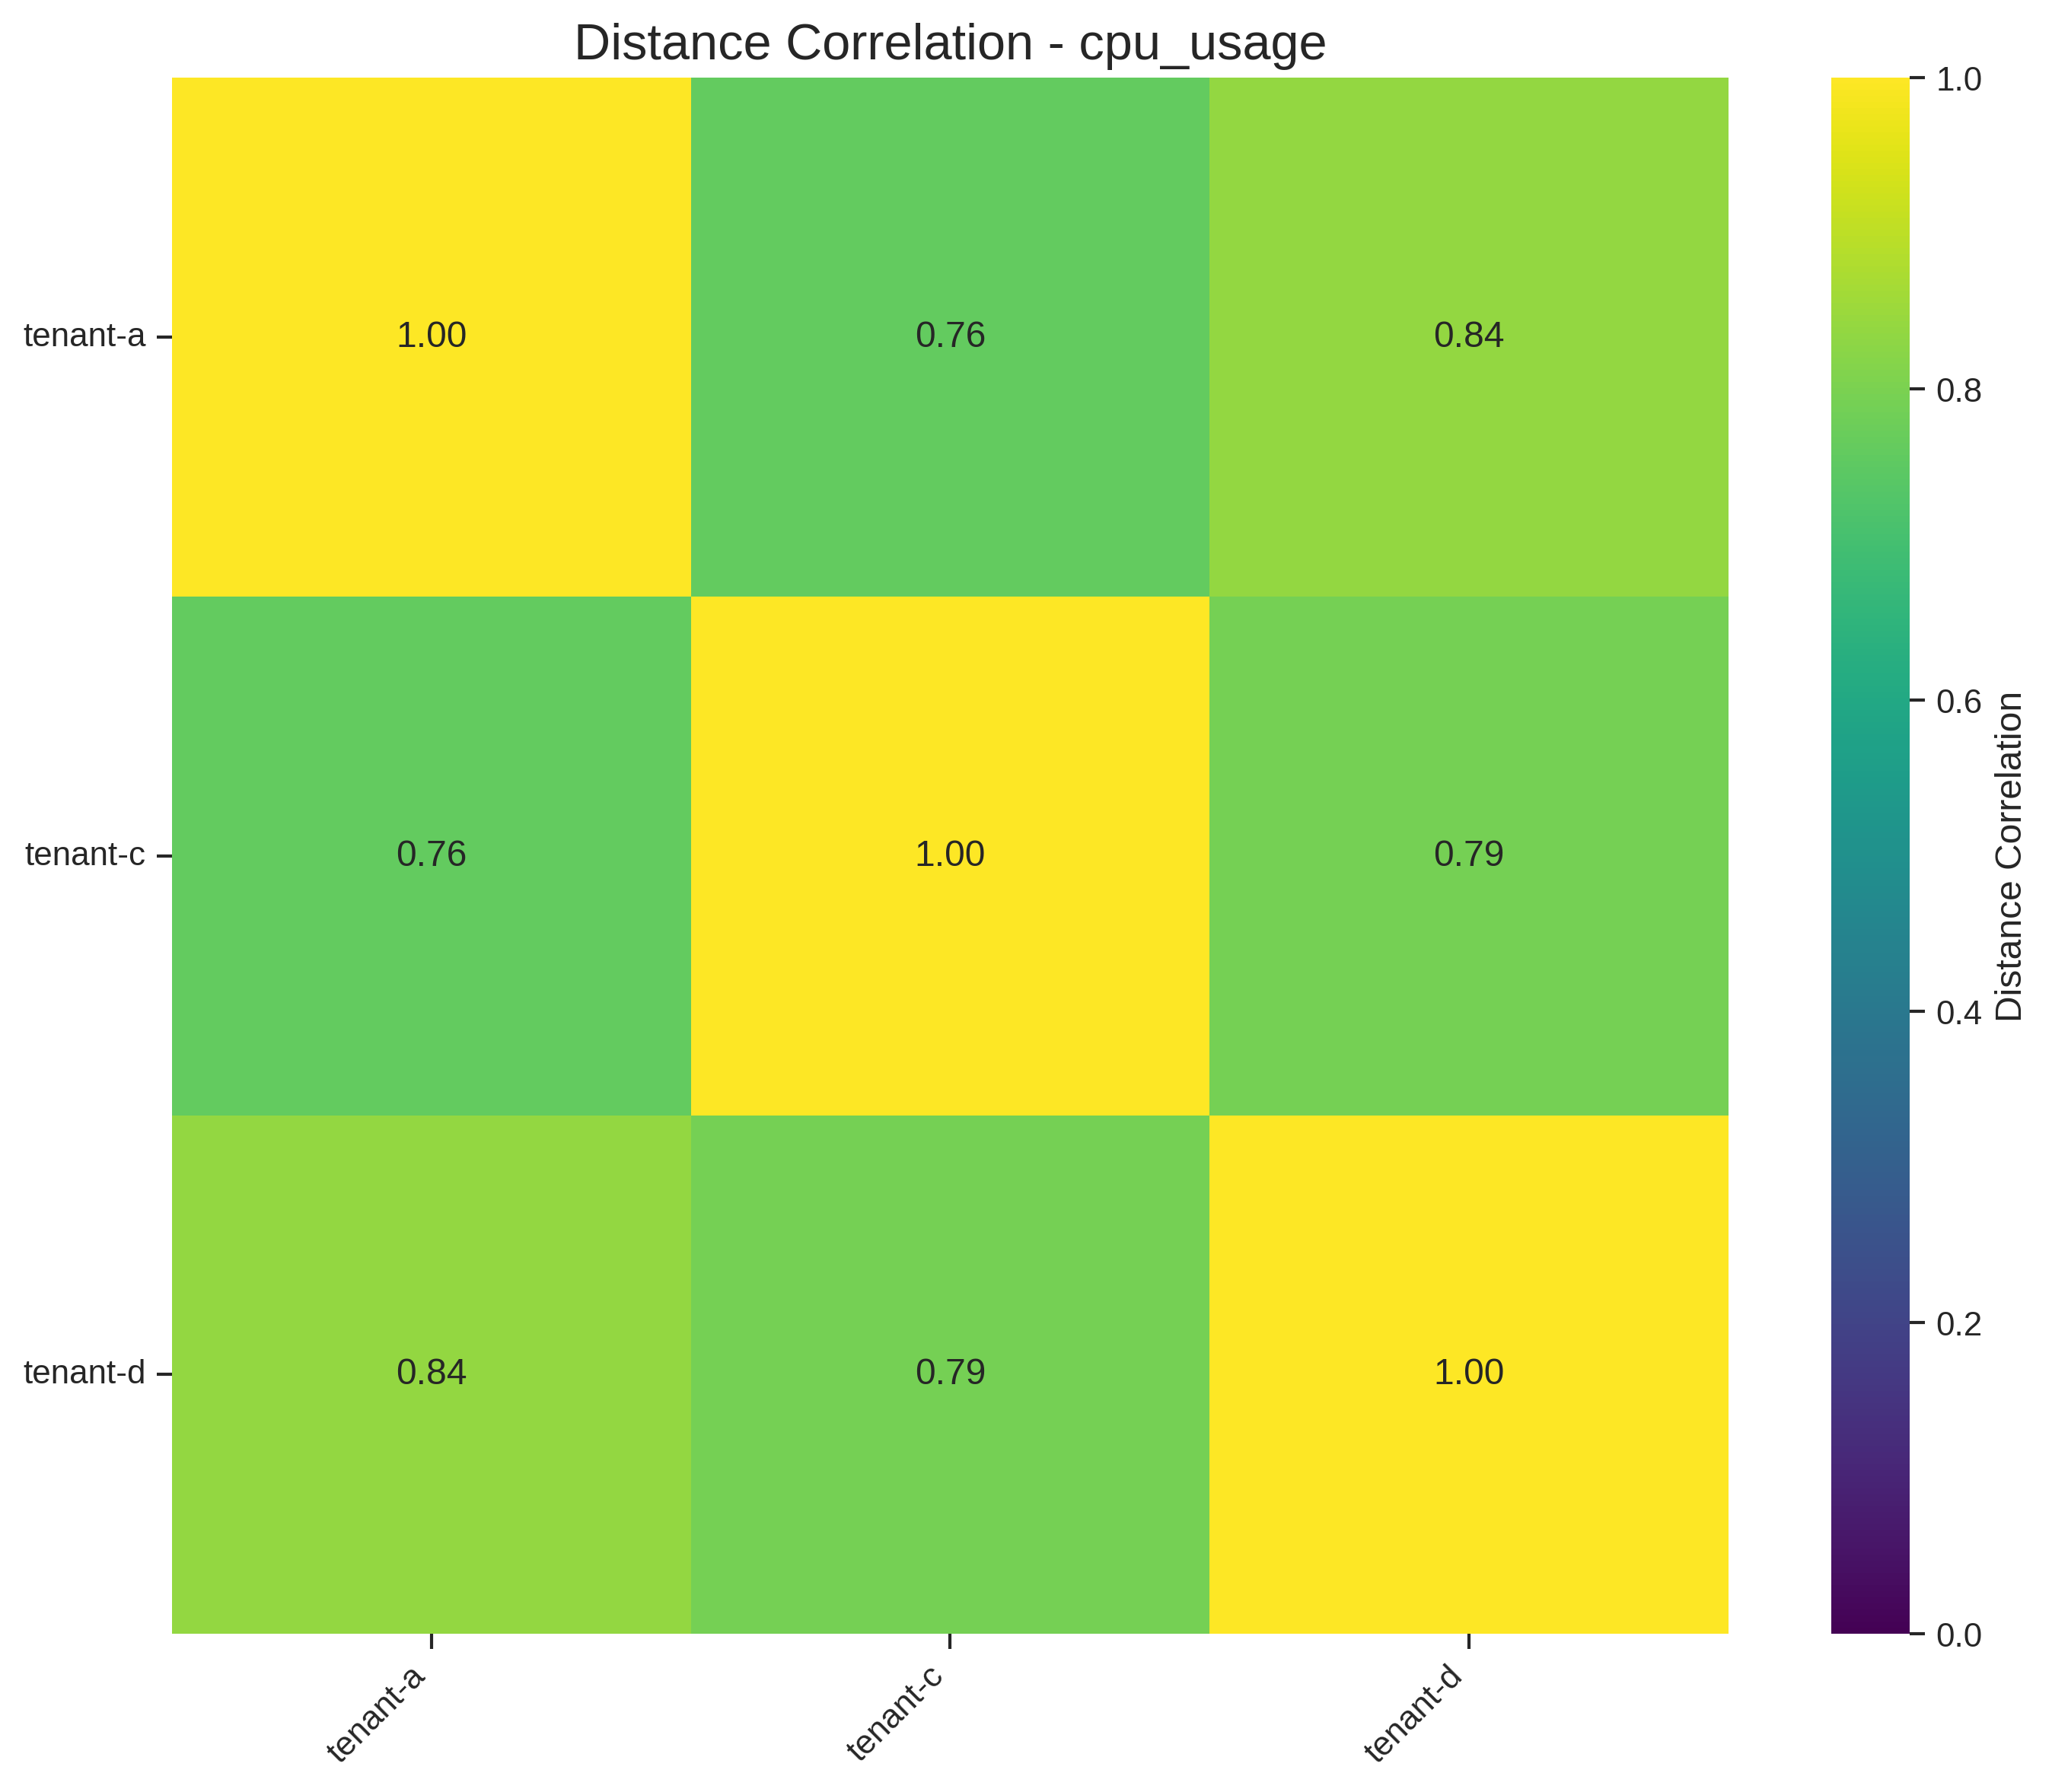 Distance Correlation - cpu_usage
tenant-a
1.00
0.76
0.84
tenant-c
0.76
1.00
0.79
tenant-d
0.84
0.79
1.00
tenant-a
tenant-c
tenant-d
1.0
0.8
0.6
0.4
0.2
0.0
Distance Correlation